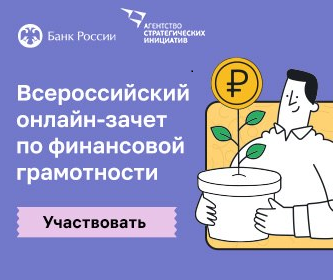 Банк России
АГЕНТСТВО
СТРАТЕГИЧЕСКИХ
ИНИЦИАТИВ
Всероссийский
онлайн-зачет
по финансовой
грамотности
₽
Участвовать